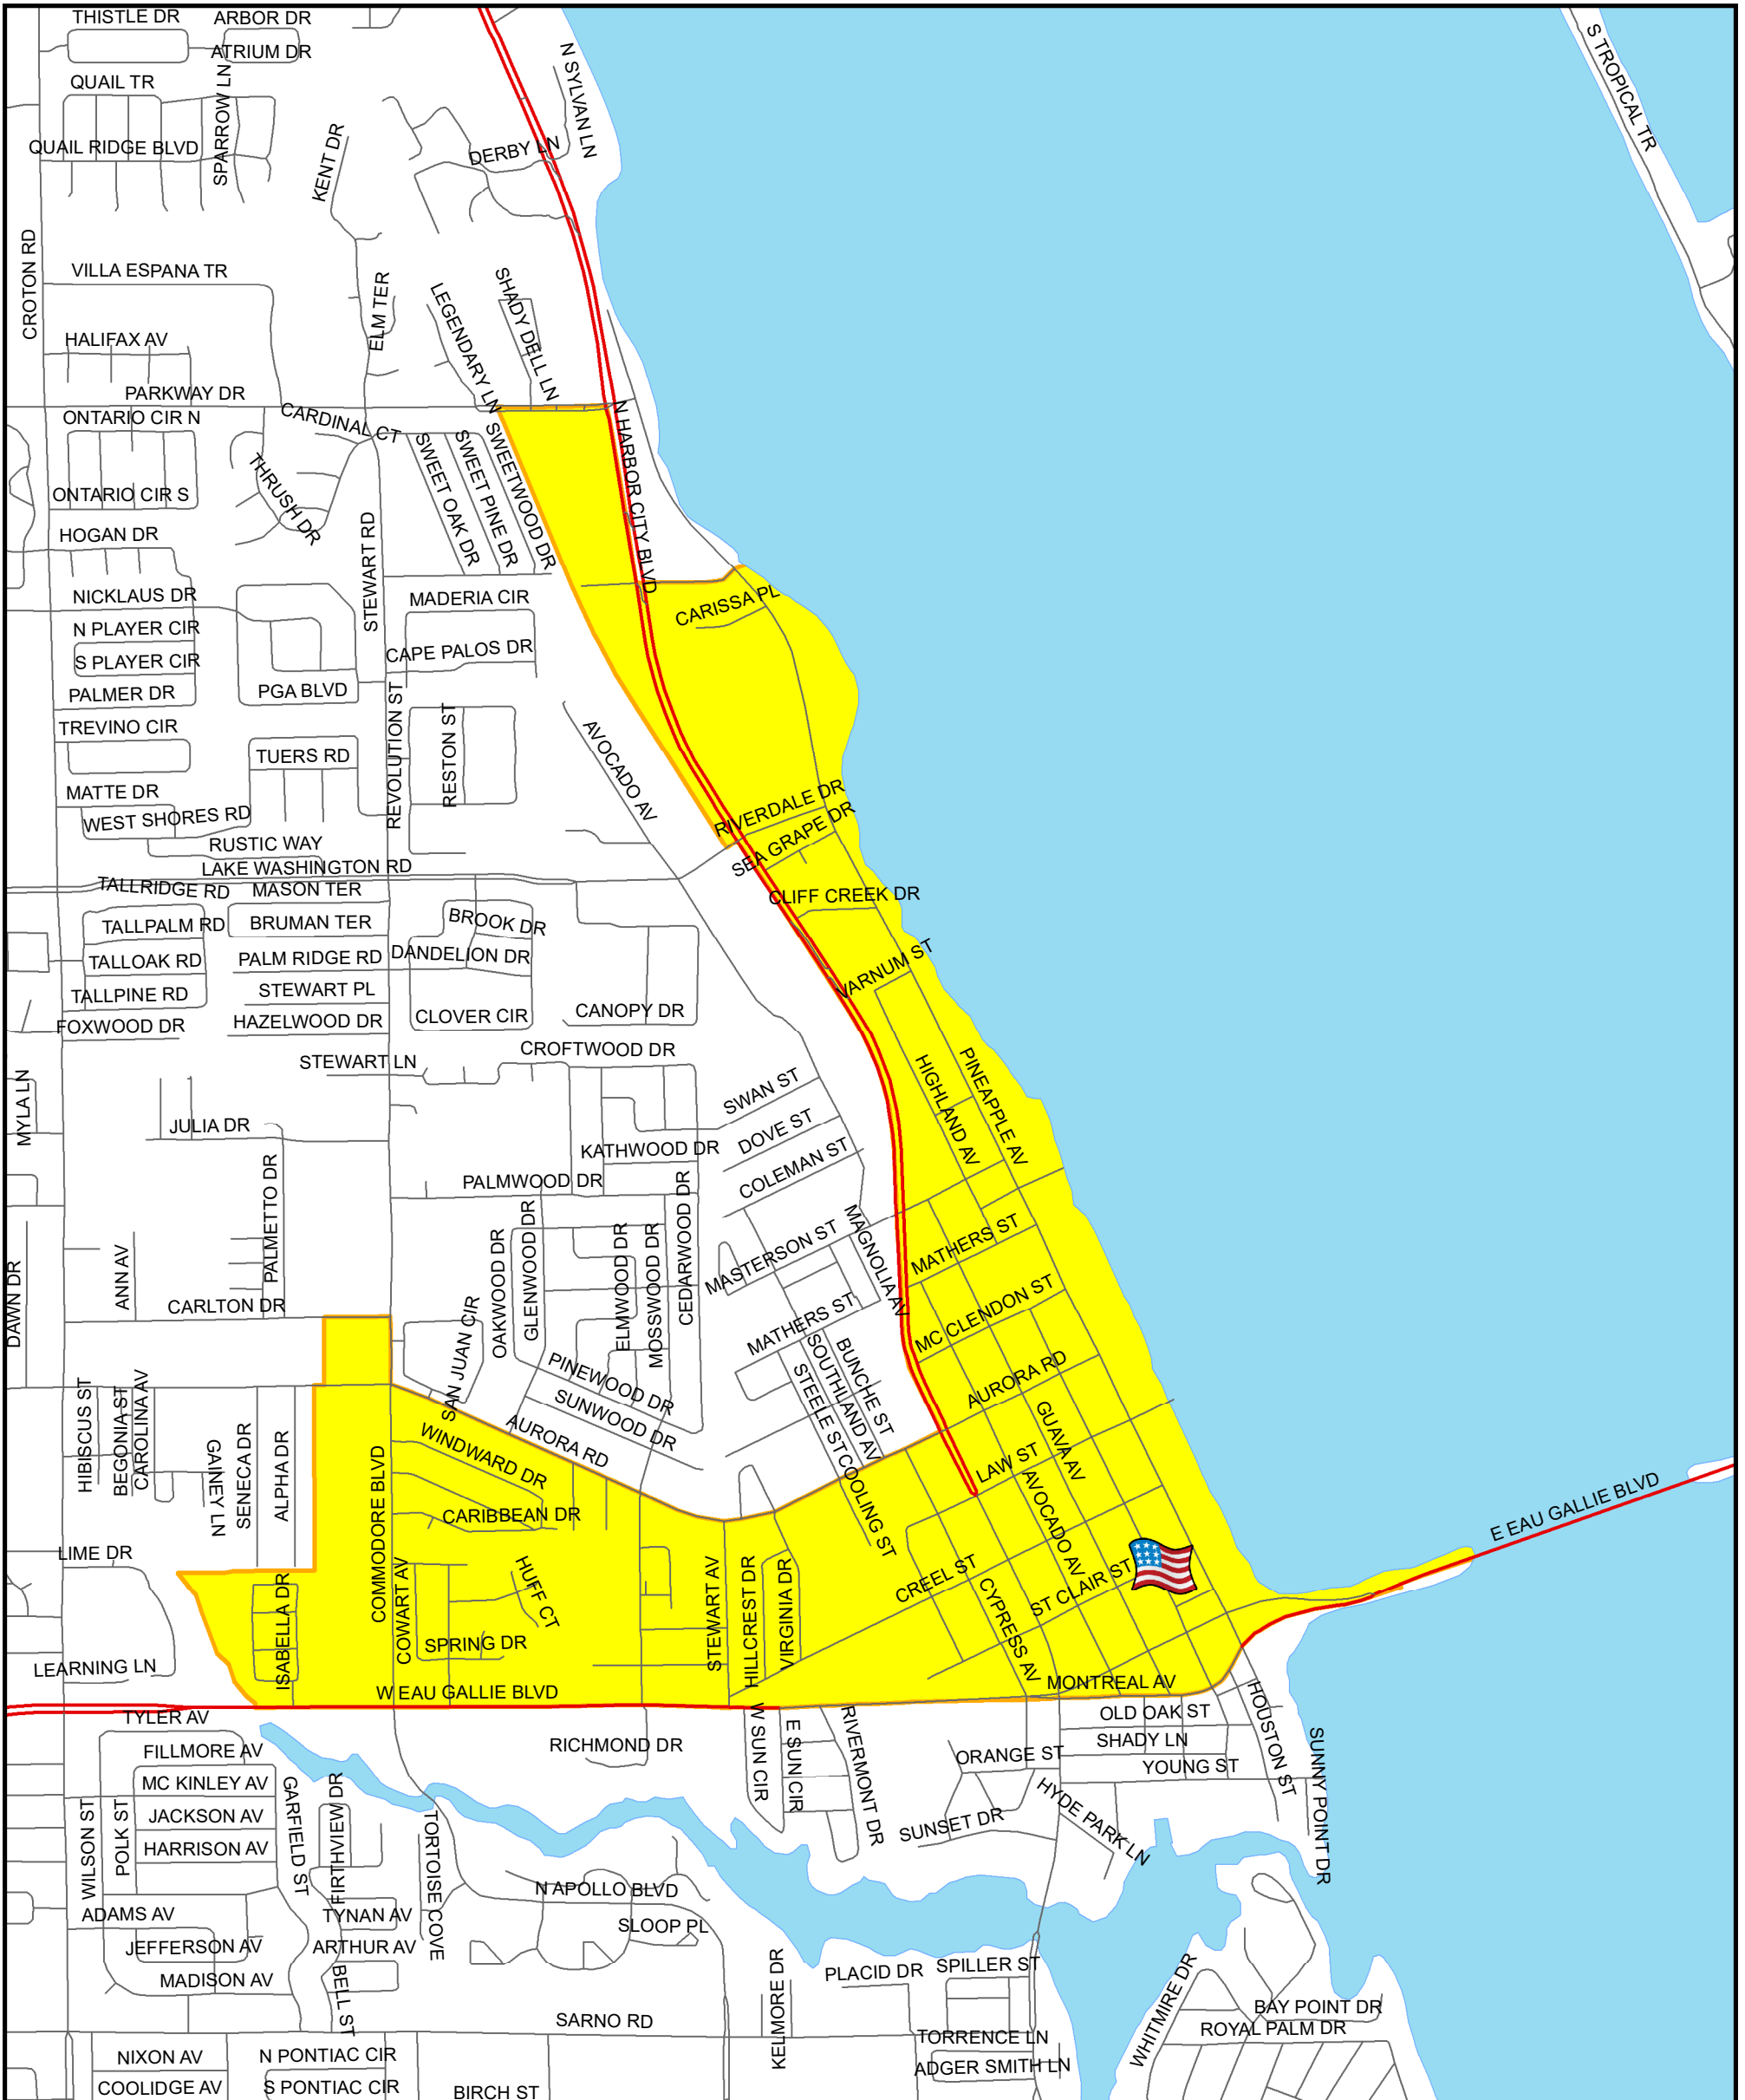 THISTLE DR
ARBOR DR
ATRIUM DR
QUAIL TR
SPARROW LN
QUAIL RIDGE BLVD
KENT DR
DERBY LN
N SYLVAN LN
S TROPICAL TR
CROTON RD
VILLA ESPANA TR
ELM TER
LEGENDARY LN
SHADY DELL LN
HALIFAX AV
PARKWAY DR
ONTARIO CIR N
CARDINAL CT
N HARBOR CITY BLVD
SWEET OAK DR
SWEET PINE DR
SWEETWOOD DR
THRUSH DR
ONTARIO CIR S
HOGAN DR
STEWART RD
NICKLAUS DR
MADERIA CIR
CARISSA PL
N PLAYER CIR
S PLAYER CIR
CAPE PALOS DR
PALMER DR
PGA BLVD
REVOLUTION ST
RESTON ST
AVOCADO AV
TREVINO CIR
TUERS RD
MATTE DR
WEST SHORES RD
RIVERDALE DR
SEA GRAPE DR
RUSTIC WAY
LAKE WASHINGTON RD
TALLRIDGE RD
MASON TER
CLIFF CREEK DR
TALLPALM RD
BRUMAN TER
BROOK DR
TALLOAK RD
PALM RIDGE RD
DANDELION DR
VARNUM ST
TALLPINE RD
STEWART PL
FOXWOOD DR
HAZELWOOD DR
CLOVER CIR
CANOPY DR
STEWART LN
CROFTWOOD DR
MYLA LN
SWAN ST
HIGHLAND AV
PINEAPPLE AV
JULIA DR
DOVE ST
KATHWOOD DR
COLEMAN ST
PALMWOOD DR
PALMETTO DR
CEDARWOOD DR
MAGNOLIA AV
MASTERSON ST
MATHERS ST
DAWN DR
ANN AV
OAKWOOD DR
GLENWOOD DR
ELMWOOD DR
MOSSWOOD DR
CARLTON DR
MATHERS ST
MC CLENDON ST
SAN JUAN CIR
SOUTHLAND AV
BUNCHE ST
STEELE ST
PINEWOOD DR
SUNWOOD DR
AURORA RD
AURORA RD
HIBISCUS ST
BEGONIA ST
CAROLINA AV
GAINEY LN
SENECA DR
ALPHA DR
WINDWARD DR
GUAVA AV
LAW ST
COOLING ST
AVOCADO AV
COMMODORE BLVD
CARIBBEAN DR
E EAU GALLIE BLVD
LIME DR
ISABELLA DR
COWART AV
HUFF CT
STEWART AV
HILLCREST DR
VIRGINIA DR
CREEL ST
ST CLAIR ST
CYPRESS AV
SPRING DR
LEARNING LN
W EAU GALLIE BLVD
MONTREAL AV
TYLER AV
W SUN CIR
E SUN CIR
RIVERMONT DR
OLD OAK ST
HOUSTON ST
SUNNY POINT DR
FILLMORE AV
RICHMOND DR
ORANGE ST
SHADY LN
YOUNG ST
MC KINLEY AV
GARFIELD ST
FIRTHVIEW DR
WILSON ST
POLK ST
JACKSON AV
HARRISON AV
TORTOISE COVE
SUNSET DR
HYDE PARK LN
N APOLLO BLVD
ADAMS AV
TYNAN AV
SLOOP PL
JEFFERSON AV
ARTHUR AV
MADISON AV
BELL ST
KELMORE DR
PLACID DR
SPILLER ST
WHITMIRE DR
BAY POINT DR
SARNO RD
ROYAL PALM DR
TORRENCE LN
NIXON AV
N PONTIAC CIR
ADGER SMITH LN
COOLIDGE AV
S PONTIAC CIR
BIRCH ST